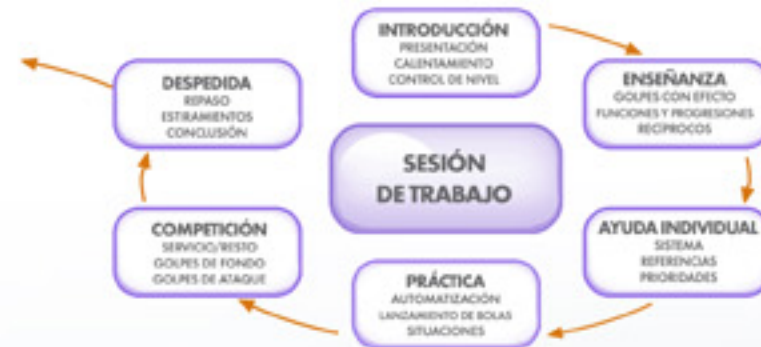 INTRODUCCIÓN
PRESENTACIÓN
CALENTAMIENTO
CONTROL DE NIVEL
ENSEÑANZA
GOLPES CON EFECTO
FUNCIONES Y PROGRESIONES
RECÍPROCOS
AYUDA INDIVIDUAL
SISTEMA
REFERENCIAS
PRIORIDADES
PRÁCTICA
AUTOMATIZACIÓN
LANZAMIENTO DE BOLAS
SITUACIONES
COMPETICIÓN
SERVICIO/RESTO
GOLPES DE FONDO
GOLPES DE ATAQUE
DESPEDIDA
REPASO
ESTIRAMIENTOS
CONCLUSIÓN
SESIÓN
DE TRABAJO